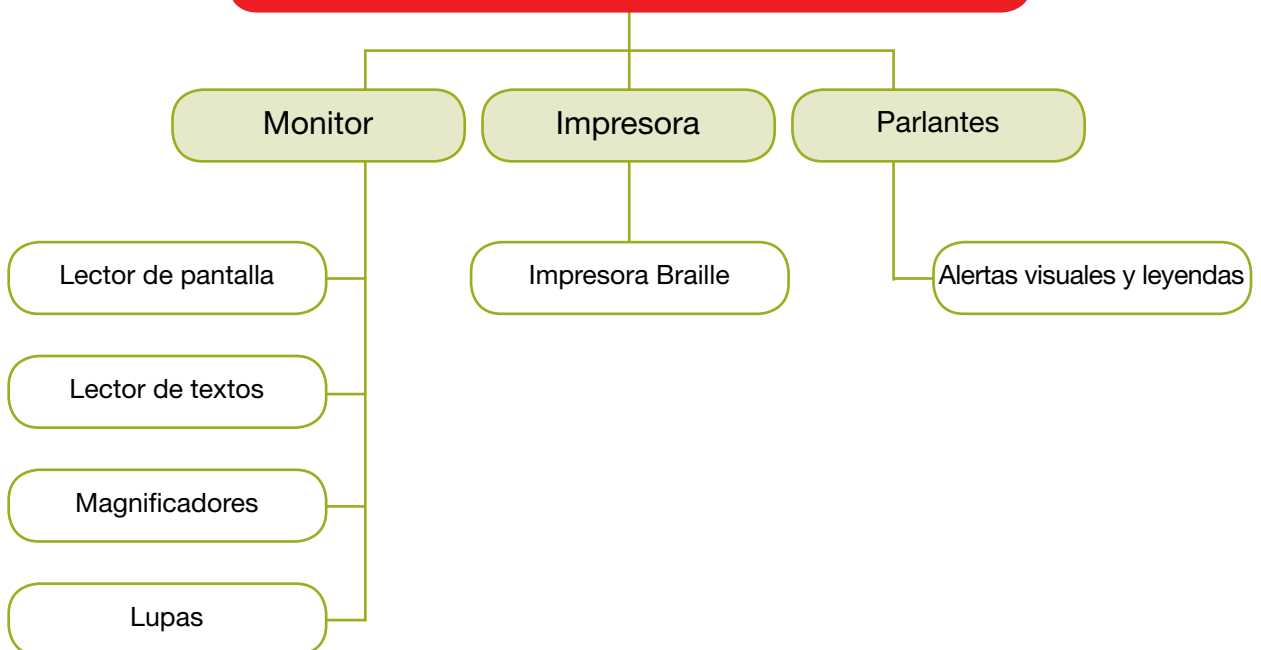 Monitor
Impresora
Parlantes
Lector de pantalla
Impresora Braille
Alertas visuales y leyendas
Lector de textos
Magnificadores
Lupas